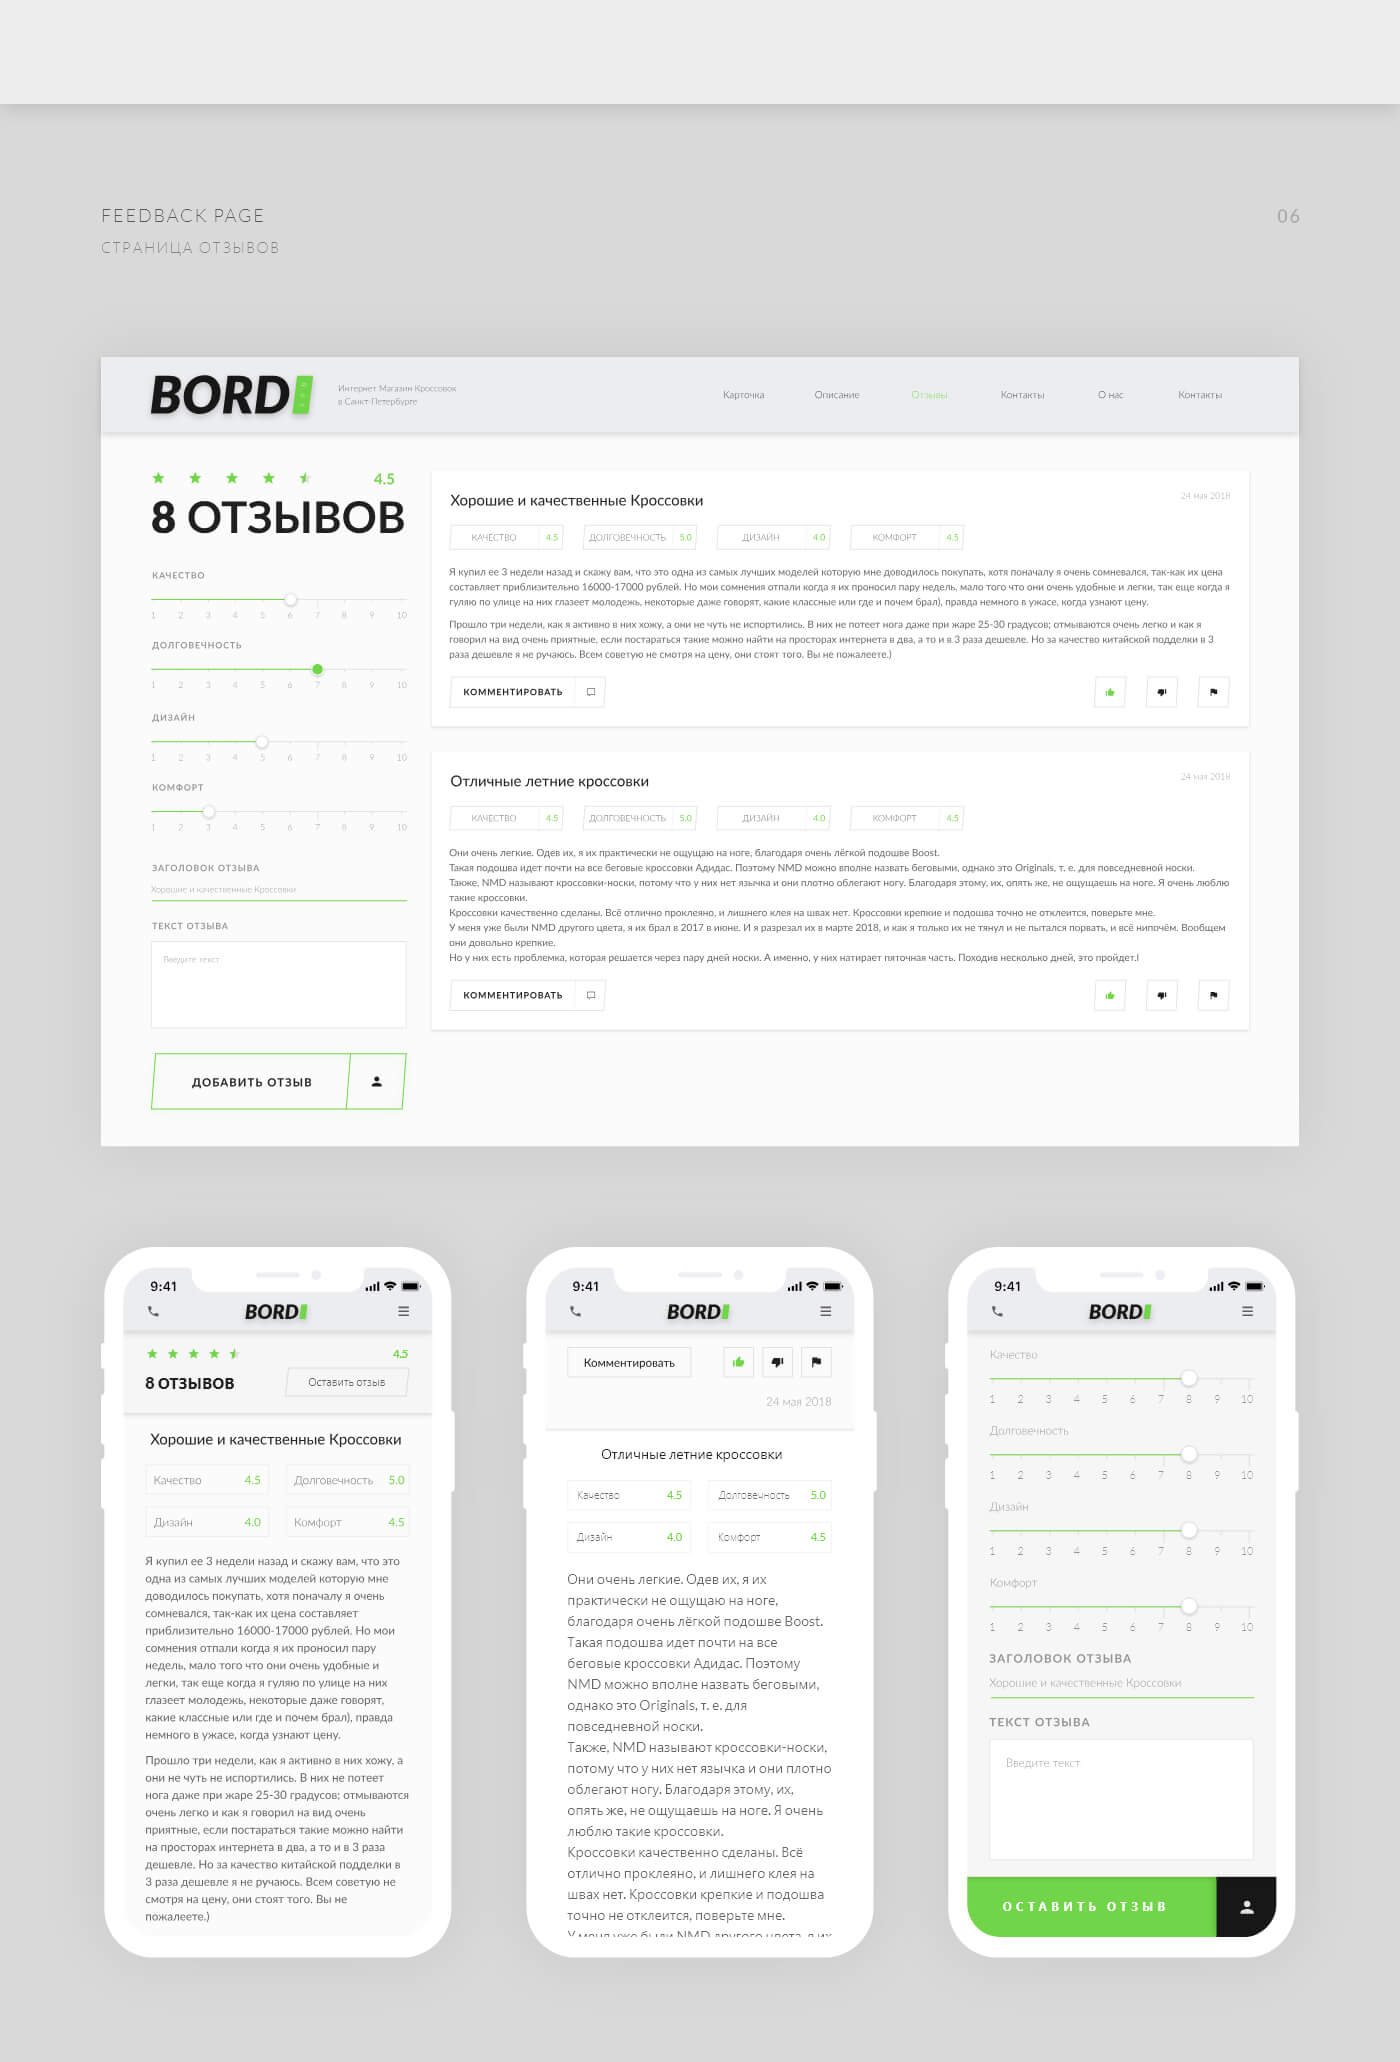 FEEDBACK PAGE
06
СТРАНИЦА ОТЗЫВОВ
BORDI
Интернет Магазин Кроссовок
в Санкт-Петербурге
Карточка
Описание
Отзывы
Контакты
О нас
Контакты
4.5
8 ОТЗЫВОВ
КАЧЕСТВО
1 2 3 4 5 6 7 8 9 10
ДОЛГОВЕЧНОСТЬ
1 2 3 4 5 6 7 8 9 10
ДИЗАЙН
1 2 3 4 5 6 7 8 9 10
КОМФОРТ
1 2 3 4 5 6 7 8 9 10
ЗАГОЛОВОК ОТЗЫВА
Хорошие и качественные Кроссовки
ТЕКСТ ОТЗЫВА
Введите текст
ДОБАВИТЬ ОТЗЫВ
Хорошие и качественные Кроссовки
24 мая 2018
КАЧЕСТВО 4.5 ДОЛГОВЕЧНОСТЬ 5.0 ДИЗАЙН 4.0 КОМФОРТ 4.5
Я купил ее 3 недели назад и скажу вам, что это одна из самых лучших моделей которую мне доводилось покупать, хотя поначалу я очень сомневался, так-как их цена
составляет приблизительно 16000-17000 рублей. Но мои сомнения отпали когда я их проносил пару недель, мало того что они очень удобные и легки, так еще когда я
гуляю по улице на них глазеет молодежь, некоторые даже говорят, какие классные или где и почем брал), правда немного в ужасе, когда узнают цену.
Прошло три недели, как я активно в них хожу, а они не чуть не испортились. В них не потеет нога даже при жаре 25-30 градусов; отмываются очень легко и как я
говорил на вид очень приятные, если постараться такие можно найти на просторах интернета в два, а то и в 3 раза дешевле. Но за качество китайской подделки в 3
раза дешевле я не ручаюсь. Всем советую не смотря на цену, они стоят того. Вы не пожалеете.)
КОММЕНТИРОВАТЬ
Отличные летние кроссовки
24 мая 2018
КАЧЕСТВО 4.5 ДОЛГОВЕЧНОСТЬ 5.0 ДИЗАЙН 4.0 КОМФОРТ 4.5
Они очень легкие. Одев их, я их практически не ощущаю на ноге, благодаря очень лёгкой подошве Boost.
Такая подошва идет почти на все беговые кроссовки Адидас. Поэтому NMD можно вполне назвать беговыми, однако это Originals, т. е. для повседневной носки.
Также, NMD называют кроссовки-носки, потому что у них нет язычка и они плотно облегают ногу. Благодаря этому, их, опять же, не ощущаешь на ноге. Я очень люблю
такие кроссовки.
Кроссовки качественно сделаны. Всё отлично проклеяно, и лишнего клея на швах нет. Кроссовки крепкие и подошва точно не отклеится, поверьте мне.
У меня уже были NMD другого цвета, я их брал в 2017 в июне. И я разрезал их в марте 2018, и как я только их не тянул и не пытался порвать, и всё нипочём. Вообщем
они довольно крепкие.
Но у них есть проблемка, которая решается через пару дней носки. А именно, у них натирает пяточная часть. Походив несколько дней, это пройдет.l
КОММЕНТИРОВАТЬ
9:41
BORDI
4.5
8 ОТЗЫВОВ
Оставить отзыв
Хорошие и качественные Кроссовки
Качество 4.5 Долговечность 5.0
Дизайн 4.0 Комфорт 4.5
Я купил ее 3 недели назад и скажу вам, что это
одна из самых лучших моделей которую мне
доводилось покупать, хотя поначалу я очень
сомневался, так-как их цена составляет
приблизительно 16000-17000 рублей. Но мои
сомнения отпали когда я их проносил пару
недель, мало того что они очень удобные и
легки, так еще когда я гуляю по улице на них
глазеет молодежь, некоторые даже говорят,
какие классные или где и почем брал), правда
немного в ужасе, когда узнают цену.
Прошло три недели, как я активно в них хожу, а
они не чуть не испортились. В них не потеет
нога даже при жаре 25-30 градусов; отмываются
очень легко и как я говорил на вид очень
приятные, если постараться такие можно найти
на просторах интернета в два, а то и в 3 раза
дешевле. Но за качество китайской подделки в
3 раза дешевле я не ручаюсь. Всем советую не
смотря на цену, они стоят того. Вы не
пожалеете.)
9:41
BORDI
Комментировать
24 мая 2018
Отличные летние кроссовки
Качество 4.5 Долговечность 5.0
Дизайн 4.0 Комфорт 4.5
Они очень легкие. Одев их, я их
практически не ощущаю на ноге,
благодаря очень лёгкой подошве Boost.
Такая подошва идет почти на все
беговые кроссовки Адидас. Поэтому
NMD можно вполне назвать беговыми,
однако это Originals, т. е. для
повседневной носки.
Также, NMD называют кроссовки-носки,
потому что у них нет язычка и они плотно
облегают ногу. Благодаря этому, их,
опять же, не ощущаешь на ноге. Я очень
люблю такие кроссовки.
Кроссовки качественно сделаны. Всё
отлично проклеяно, и лишнего клея на
швах нет. Кроссовки крепкие и подошва
точно не отклеится, поверьте мне.
У меня уже были NMD другого цвета, я их
9:41
BORDI
Качество
1 2 3 4 5 6 7 8 9 10
Долговечность
1 2 3 4 5 6 7 8 9 10
Дизайн
1 2 3 4 5 6 7 8 9 10
Комфорт
1 2 3 4 5 6 7 8 9 10
ЗАГОЛОВОК ОТЗЫВА
Хорошие и качественные Кроссовки
ТЕКСТ ОТЗЫВА
Введите текст
ОСТАВИТЬ ОТЗЫВ